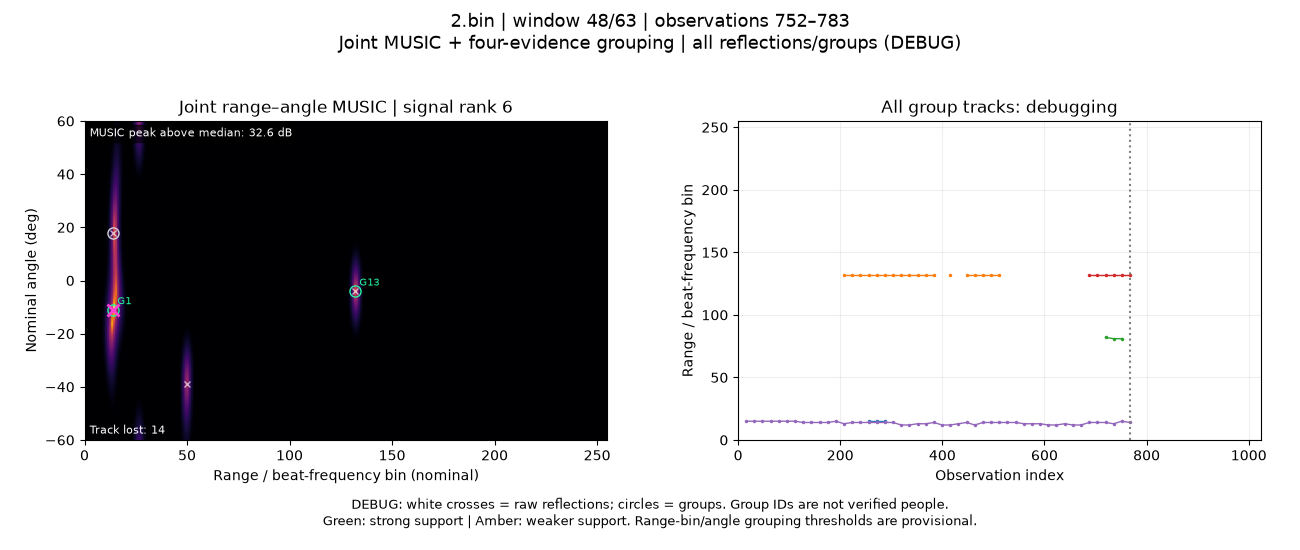 2.bin | window 48/63 | observations 752–783
Joint MUSIC + four-evidence grouping | all reflections/groups (DEBUG)
Joint range–angle MUSIC | signal rank 6
MUSIC peak above median: 32.6 dB
60
40
20
0
−20
−40
−60
Nominal angle (deg)
G1
G13
Track lost: 14
0
50
100
150
200
250
Range / beat-frequency bin (nominal)
All group tracks: debugging
250
200
150
100
50
0
Range / beat-frequency bin
0
200
400
600
800
1000
Observation index
DEBUG: white crosses = raw reflections; circles = groups. Group IDs are not verified people.
Green: strong support | Amber: weaker support. Range-bin/angle grouping thresholds are provisional.